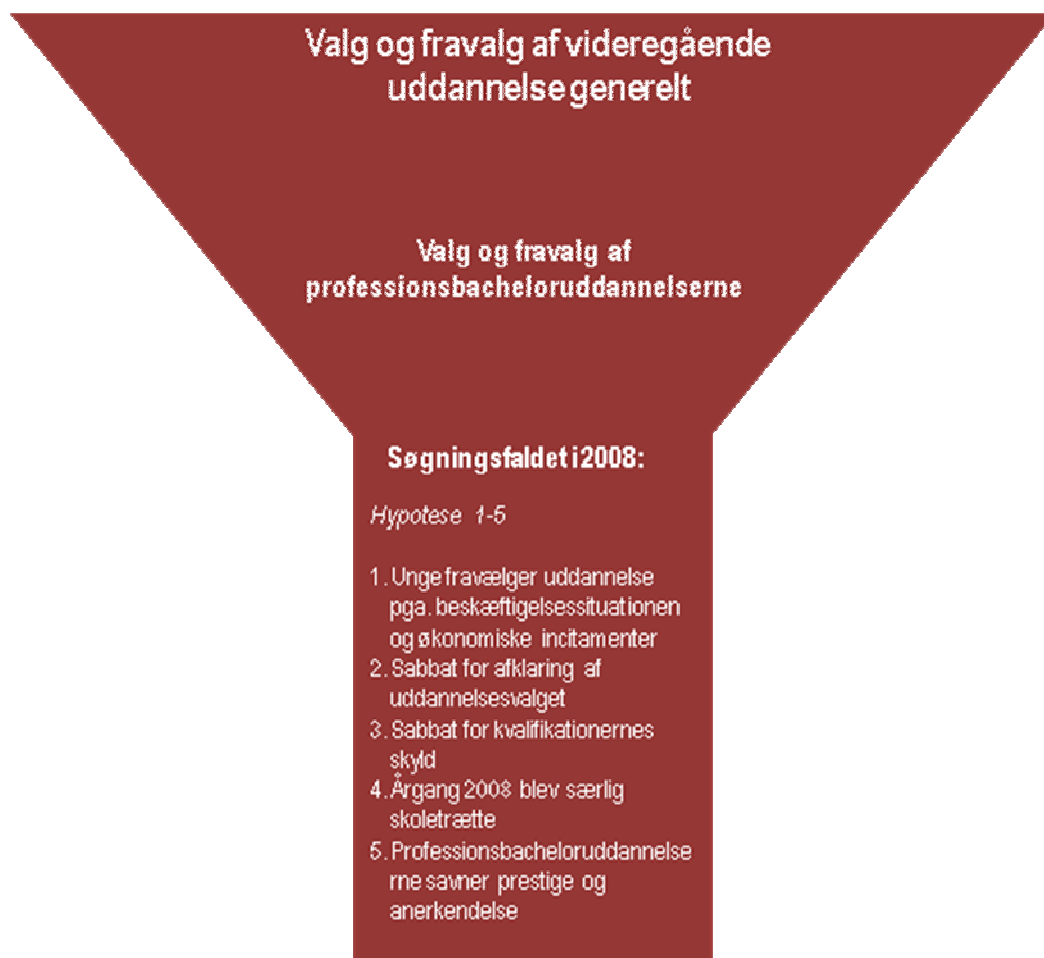 Valg og fravalg af videregående
uddannelse generelt
Valg og fravalg af
professionsbacheloruddannelserne
Søgningsfaldet i 2008:
Hypotese 1-5
1. Unge fravælger uddannelse
pga. beskæftigelsessituationen
og økonomiske incitamenter
2. Sabbat for afklaring af
uddannelsesvalget
3. Sabbat for kvalifikationernes
skyld
4. Årgang 2008 blev særlig
skoletrætte
5. Professionsbacheloruddannelse
rne savner prestige og
anerkendelse